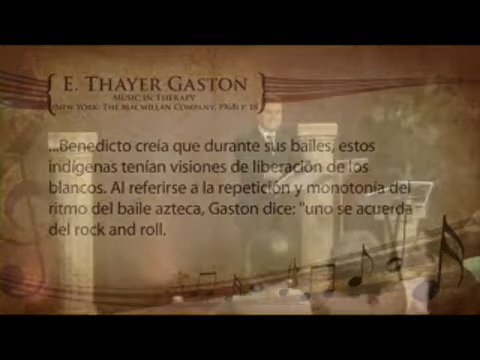 E. THAYER GASTON
MUSIC IN THERAPY
(NEW YORK: THE MACMILLAN COMPANY, 1968) P. 18
...Benedicto creía que durante sus bailes, estos
indígenas tenían visiones de liberación de los
blancos. Al referirse a la repetición y monotonía del
ritmo del baile azteca, Gaston dice: "uno se acuerda
del rock and roll.